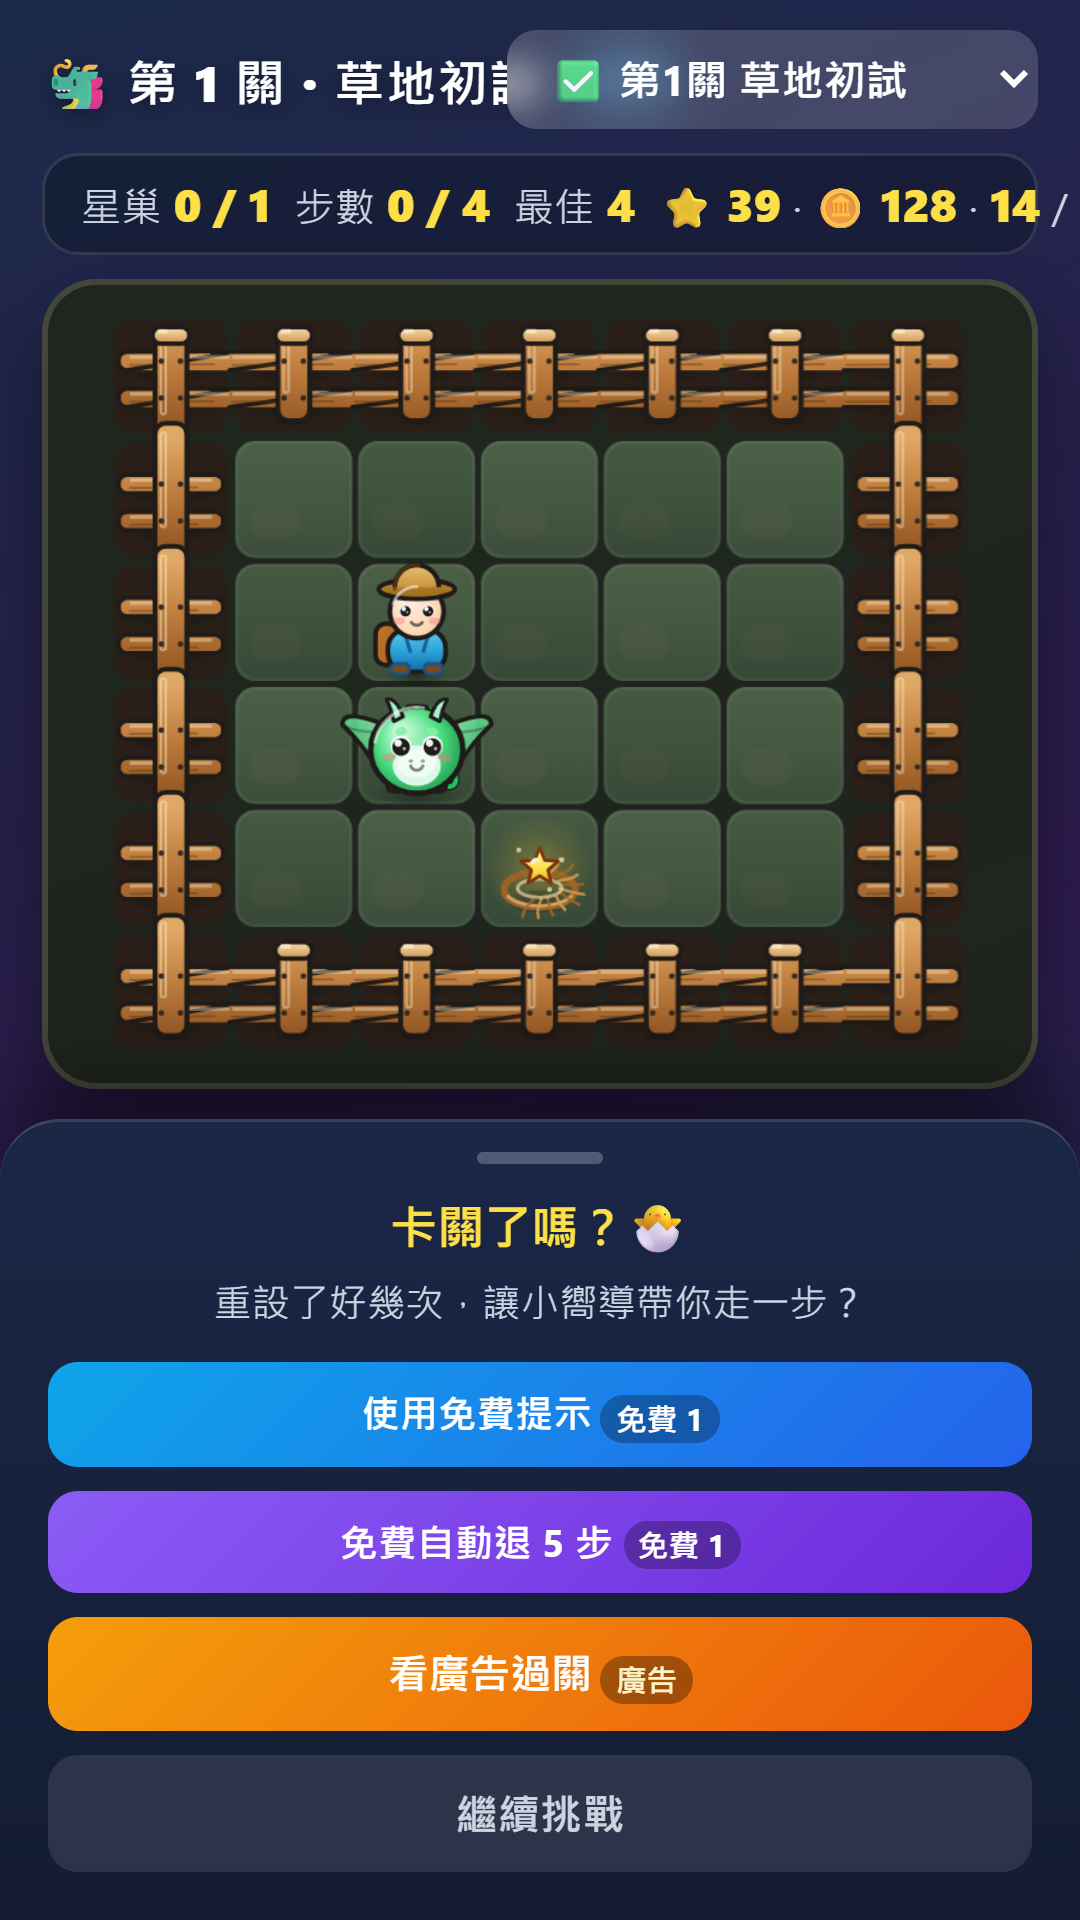 第 1 關・草地初試
第1關 草地初試
星巢 0 / 1 步數 0 / 4 最佳 4 39 · 128 · 14 /
卡關了嗎？
重設了好幾次，讓小嚮導帶你走一步？
使用免費提示 免費 1
免費自動退 5 步 免費 1
看廣告過關 廣告
繼續挑戰